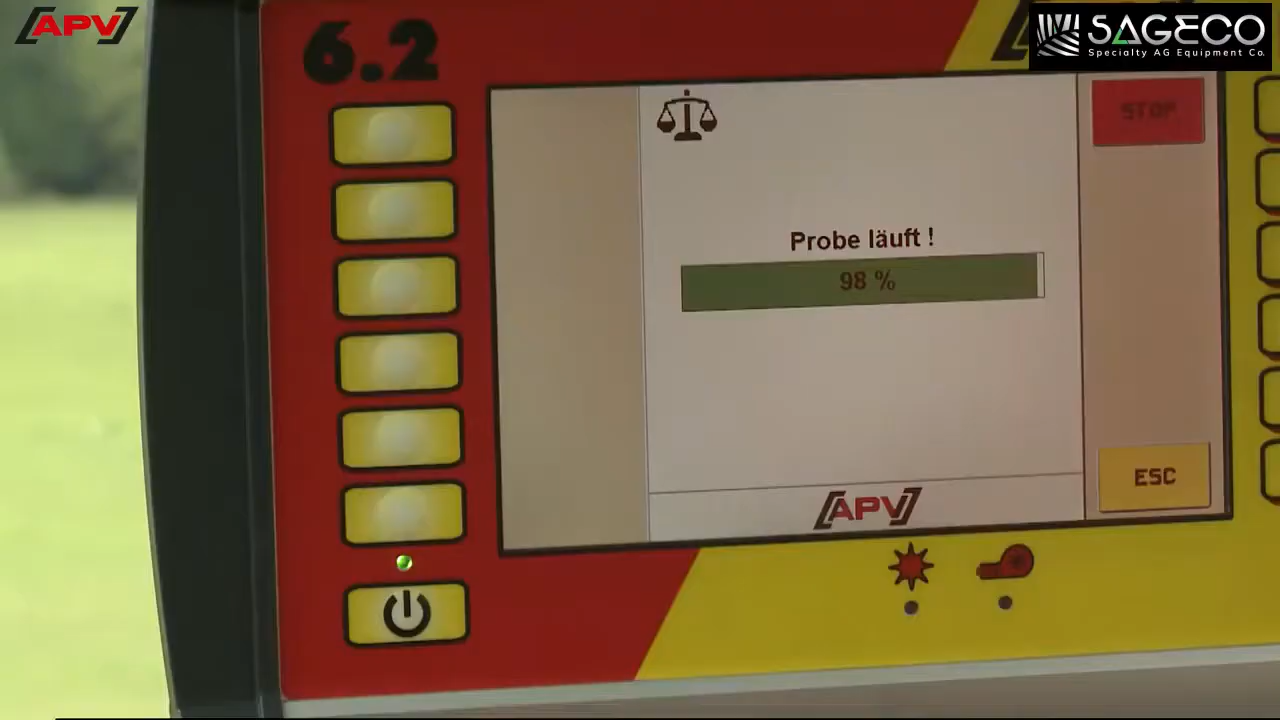 APV
SAGECO
Specialty AG Equipment Co.
6.2
STOP
Probe läuft !
98 %
ESC
APV